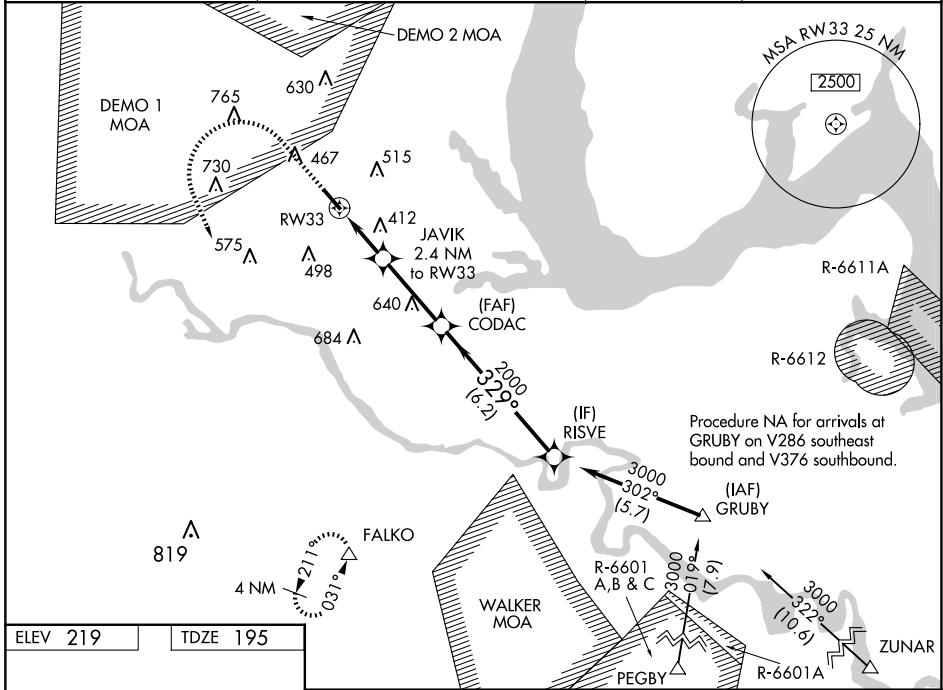 DEMO 2 MOA
MSA RW33 25 NM
2500
630
DEMO 1
MOA
765
467
515
730
RW33
412
JAVIK
2.4 NM
to RW33
575
498
R-6611A
640
(FAF)
CODAC
684
R-6612
2000
329°
(6.2)
(IF)
RISVE
Procedure NA for arrivals at
GRUBY on V286 southeast
bound and V376 southbound.
3000
302°
(5.7)
(IAF)
GRUBY
819
FALKO
211°
031°
4 NM
R-6601
A,B & C
3000
019°
(7.9)
WALKER
MOA
3000
322°
(10.6)
ZUNAR
ELEV 219
TDZE 195
PEGBY
R-6601A